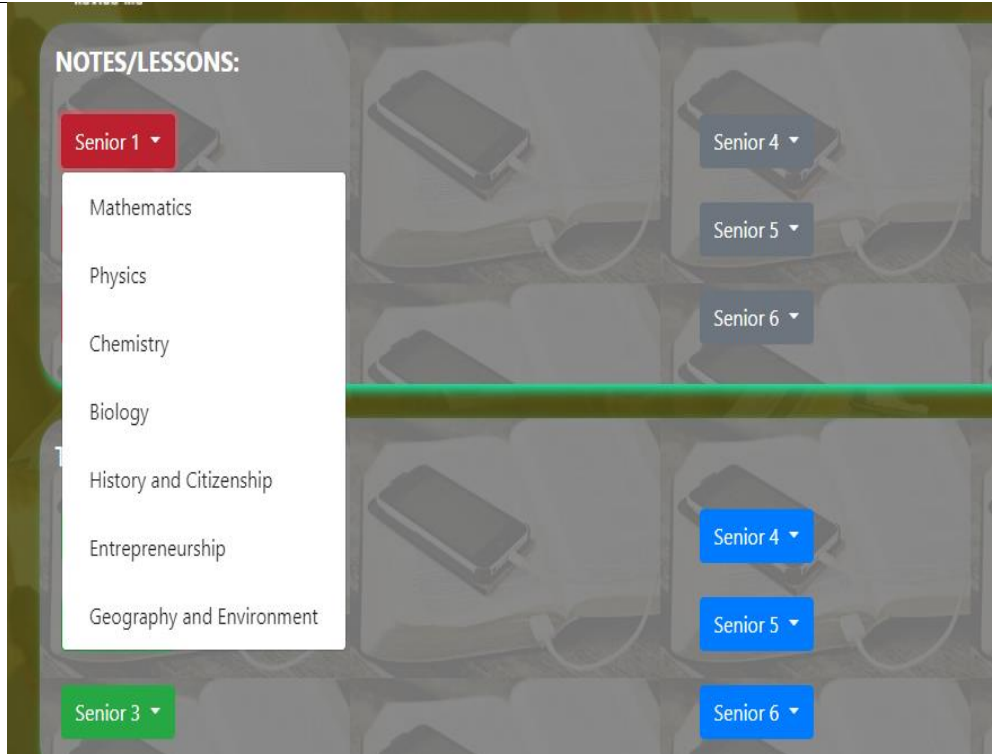 NOTES/LESSONS:
Senior 1
Senior 4
Mathematics
Senior 5
Physics
Senior 6
Chemistry
Biology
History and Citizenship
Entrepreneurship
Senior 4
Geography and Environment
Senior 5
Senior 3
Senior 6